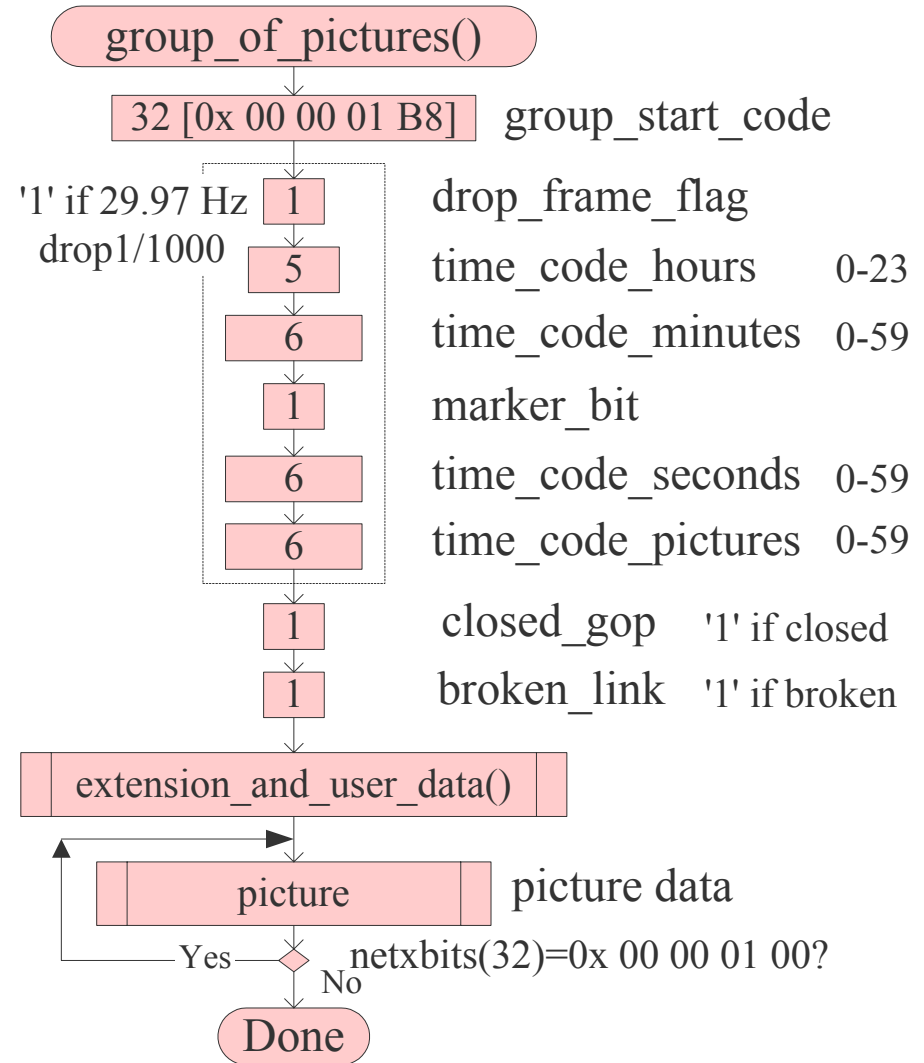 group_of_pictures()
32 [0x 00 00 01 B8] group_start_code
'1' if 29.97 Hz 1 drop_frame_flag
drop1/1000
5 time_code_hours 0-23
6 time_code_minutes 0-59
1 marker_bit
6 time_code_seconds 0-59
6 time_code_pictures 0-59
1 closed_gop '1' if closed
1 broken_link '1' if broken
extension_and_user_data()
picture picture data
Yes netxbits(32)=0x 00 00 01 00?
No
Done